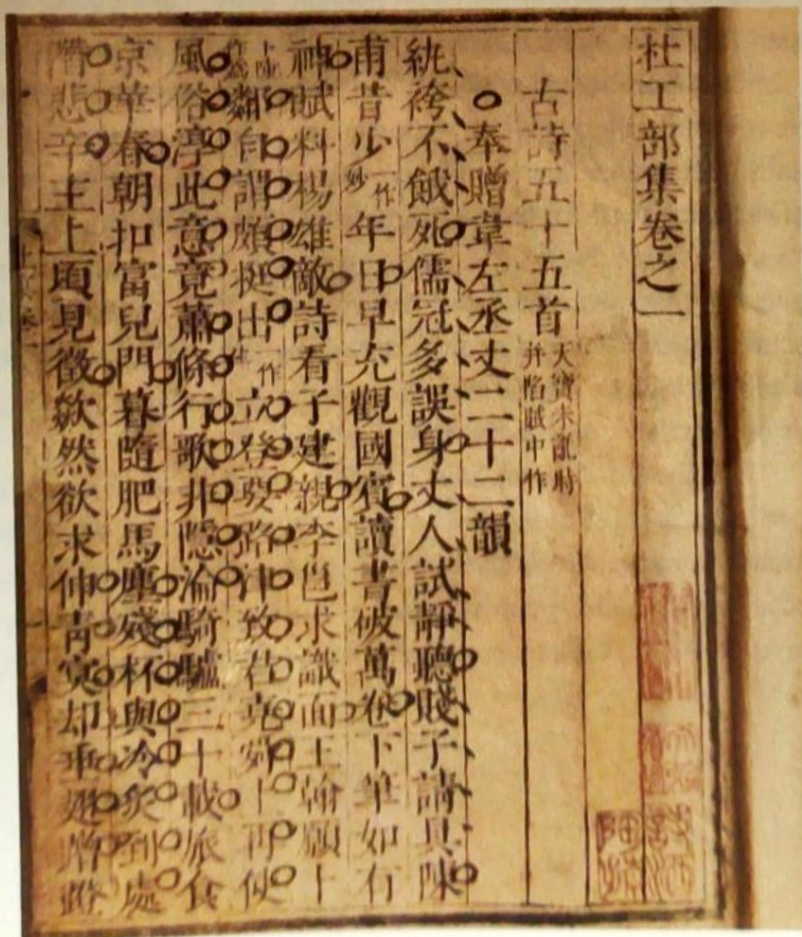 杜工部集卷之一
古詩五十五首天寶未亂時并陷賊中作
奉贈韋左丞丈二十二韻
紈袴不餓死儒冠多誤身丈人試靜聽賤子請具陳
甫昔少一作妙年日早充觀國賓讀書破萬卷下筆如有
神賦料楊雄敵詩看子建親李邕求識面王翰願卜
鄰自謂頗挺出一作立登要路津致君堯舜上再使
風俗淳此意竟蕭條行歌非隱淪騎驢三十載旅食
京華春朝扣富兒門暮隨肥馬塵殘杯與冷炙到處
潛悲辛主上頃見徵歘然欲求伸青冥却垂翅蹭蹬